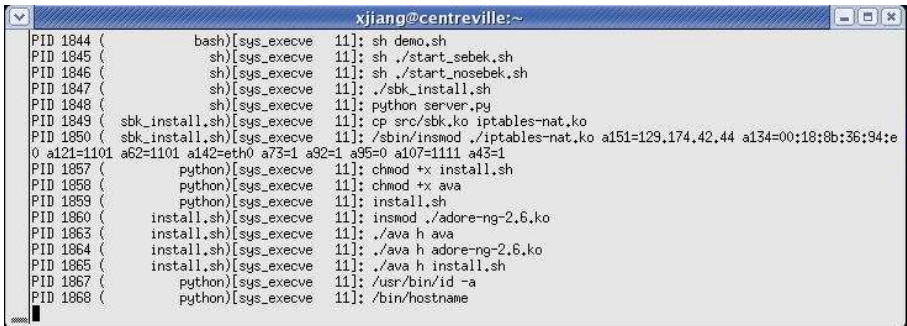 xjiang@centreville:~
PID 1844 ( bash)[sys_execve 11]: sh demo.sh
PID 1845 ( sh)[sys_execve 11]: sh ./start_sebek.sh
PID 1846 ( sh)[sys_execve 11]: sh ./start_nosebek.sh
PID 1847 ( sh)[sys_execve 11]: ./sbk_install.sh
PID 1848 ( sh)[sys_execve 11]: python server.py
PID 1849 ( sbk_install.sh)[sys_execve 11]: cp src/sbk.ko iptables-nat.ko
PID 1850 ( sbk_install.sh)[sys_execve 11]: /sbin/insmod ./iptables-nat.ko a151=129.174.42.44 a134=00:18:8b:36:94:e
0 a121=1101 a62=1101 a142=eth0 a73=1 a92=1 a95=0 a107=1111 a43=1
PID 1857 ( python)[sys_execve 11]: chmod +x install.sh
PID 1858 ( python)[sys_execve 11]: chmod +x ava
PID 1859 ( python)[sys_execve 11]: install.sh
PID 1860 ( install.sh)[sys_execve 11]: insmod ./adore-ng-2.6.ko
PID 1863 ( install.sh)[sys_execve 11]: ./ava h ava
PID 1864 ( install.sh)[sys_execve 11]: ./ava h adore-ng-2.6.ko
PID 1865 ( install.sh)[sys_execve 11]: ./ava h install.sh
PID 1867 ( python)[sys_execve 11]: /usr/bin/id -a
PID 1868 ( python)[sys_execve 11]: /bin/hostname